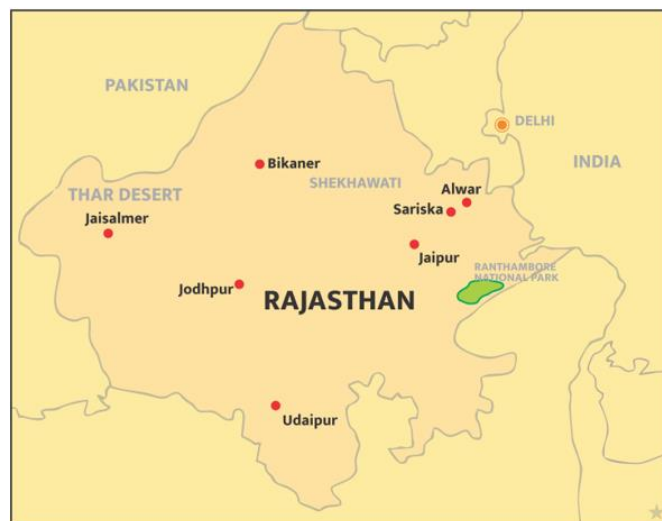 PAKISTAN
DELHI
INDIA
Bikaner
SHEKHAWATI
THAR DESERT
Alwar
Sariska
Jaisalmer
Jaipur
RANTHAMBORE
NATIONAL PARK
Jodhpur
RAJASTHAN
Udaipur